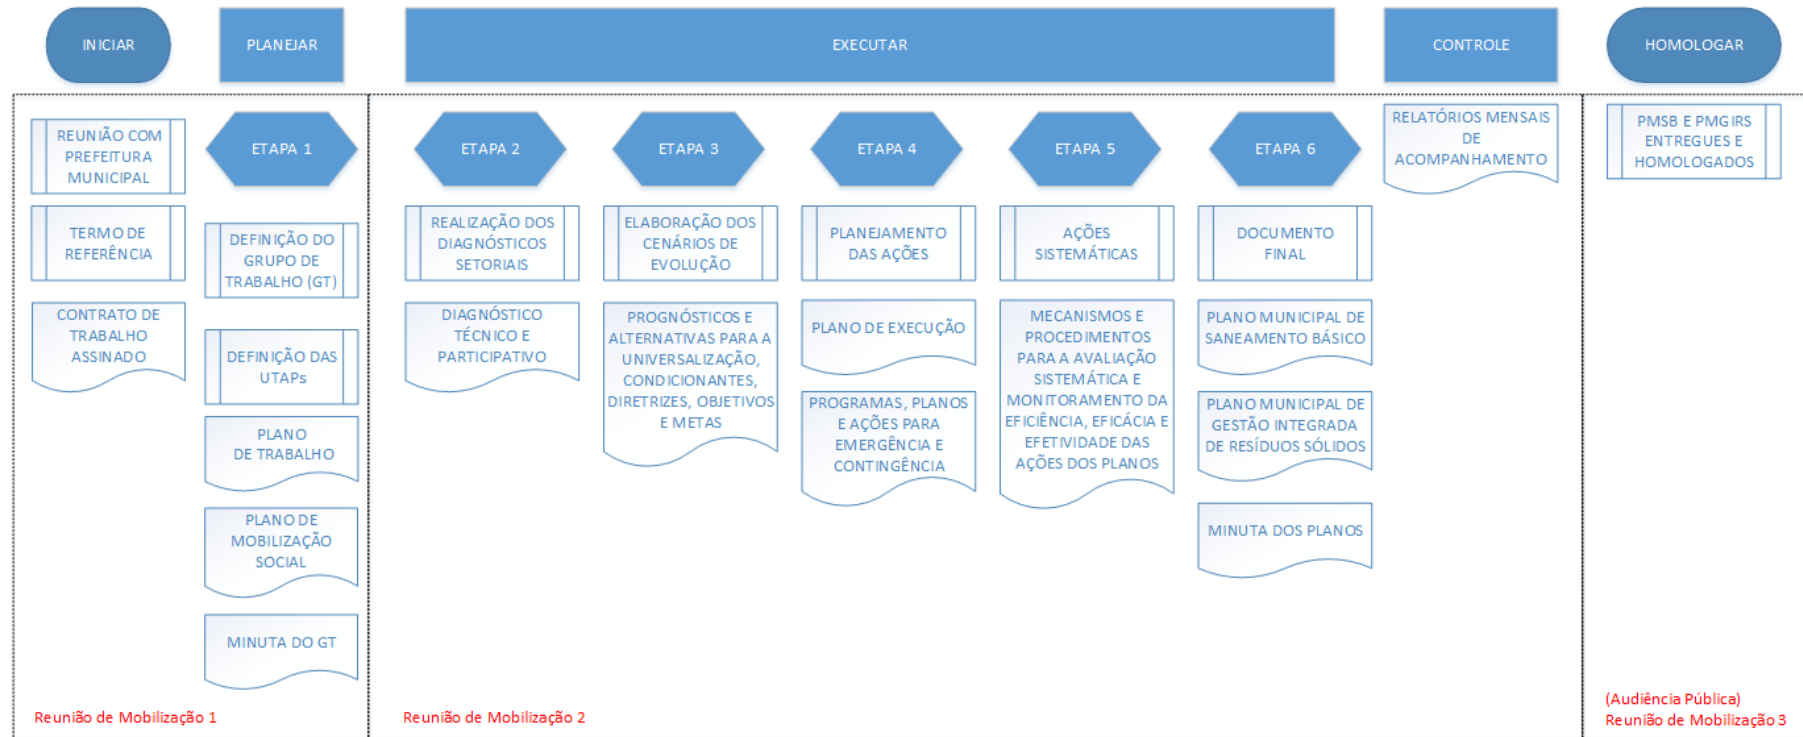 INICIAR
PLANEJAR
EXECUTAR
CONTROLE
HOMOLOGAR
REUNIÃO COM
PREFEITURA
MUNICIPAL
TERMO DE
REFERÊNCIA
CONTRATO DE
TRABALHO
ASSINADO
ETAPA 1
DEFINIÇÃO DO
GRUPO DE
TRABALHO (GT)
DEFINIÇÃO DAS
UTAPs
PLANO
DE TRABALHO
PLANO DE
MOBILIZAÇÃO
SOCIAL
MINUTA DO GT
Reunião de Mobilização 1
ETAPA 2
REALIZAÇÃO DOS
DIAGNÓSTICOS
SETORIAIS
DIAGNÓSTICO
TÉCNICO E
PARTICIPATIVO
ETAPA 3
ELABORAÇÃO DOS
CENÁRIOS DE
EVOLUÇÃO
PROGNÓSTICOS E
ALTERNATIVAS PARA A
UNIVERSALIZAÇÃO,
CONDICIONANTES,
DIRETRIZES, OBJETIVOS
E METAS
ETAPA 4
PLANEJAMENTO
DAS AÇÕES
PLANO DE EXECUÇÃO
PROGRAMAS, PLANOS
E AÇÕES PARA
EMERGÊNCIA E
CONTINGÊNCIA
ETAPA 5
AÇÕES
SISTEMÁTICAS
MECANISMOS E
PROCEDIMENTOS
PARA A AVALIAÇÃO
SISTEMÁTICA E
MONITORAMENTO DA
EFICIÊNCIA, EFICÁCIA E
EFETIVIDADE DAS
AÇÕES DOS PLANOS
ETAPA 6
DOCUMENTO
FINAL
PLANO MUNICIPAL DE
SANEAMENTO BÁSICO
PLANO MUNICIPAL DE
GESTÃO INTEGRADA
DE RESÍDUOS SÓLIDOS
MINUTA DOS PLANOS
Reunião de Mobilização 2
RELATÓRIOS MENSAIS
DE
ACOMPANHAMENTO
PMSB E PMGIRS
ENTREGUES E
HOMOLOGADOS
(Audiência Pública)
Reunião de Mobilização 3